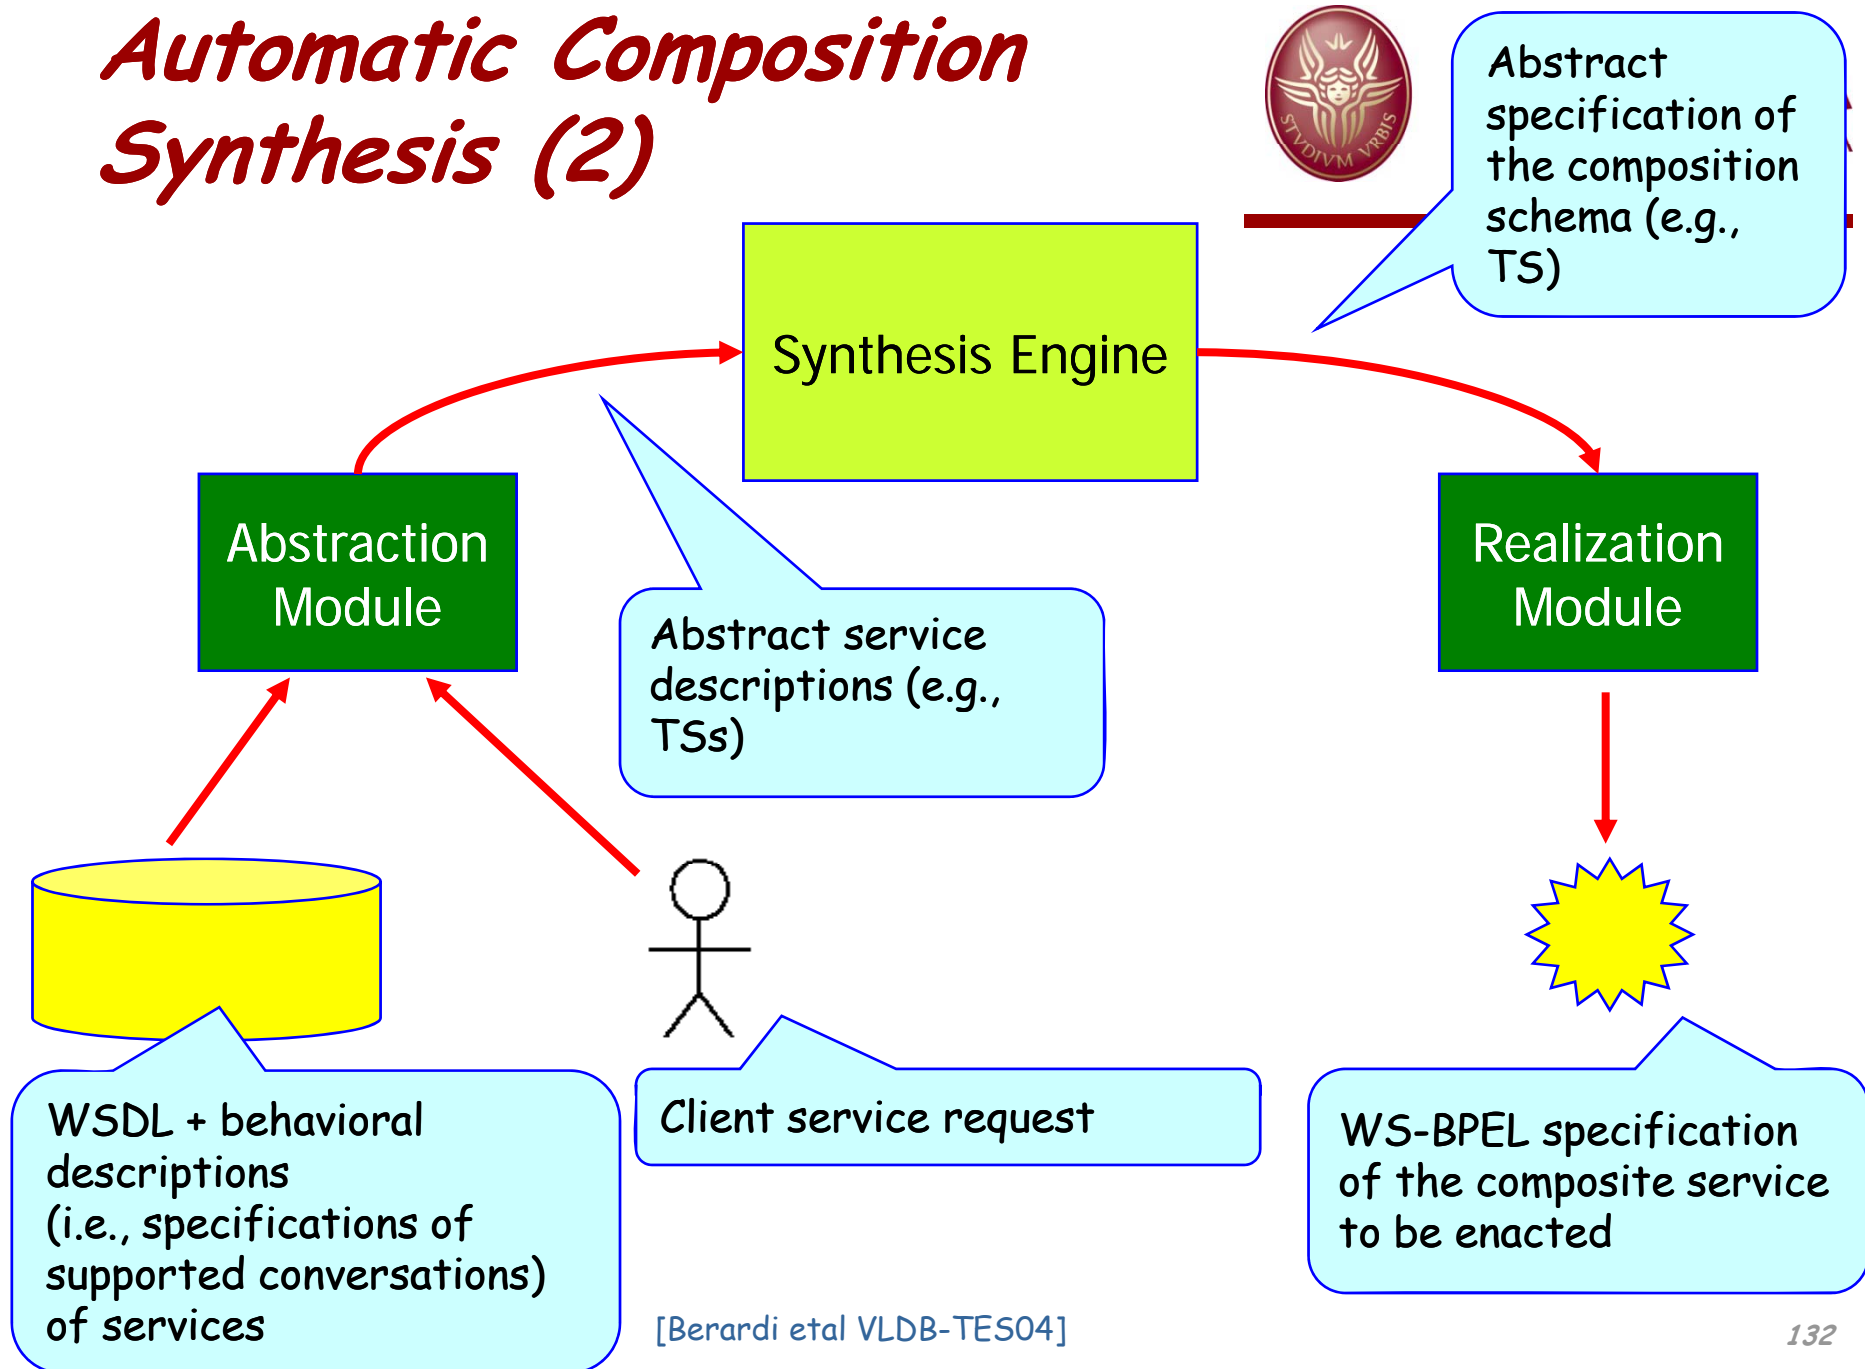 Automatic Composition
Synthesis (2)
STVDIVM VRBIS
Abstract
specification of
the composition
schema (e.g.,
TS)
Synthesis Engine
Abstraction
Module
Realization
Module
Abstract service
descriptions (e.g.,
TSs)
WSDL + behavioral
descriptions
(i.e., specifications of
supported conversations)
of services
Client service request
WS-BPEL specification
of the composite service
to be enacted
[Berardi etal VLDB-TES04]
132